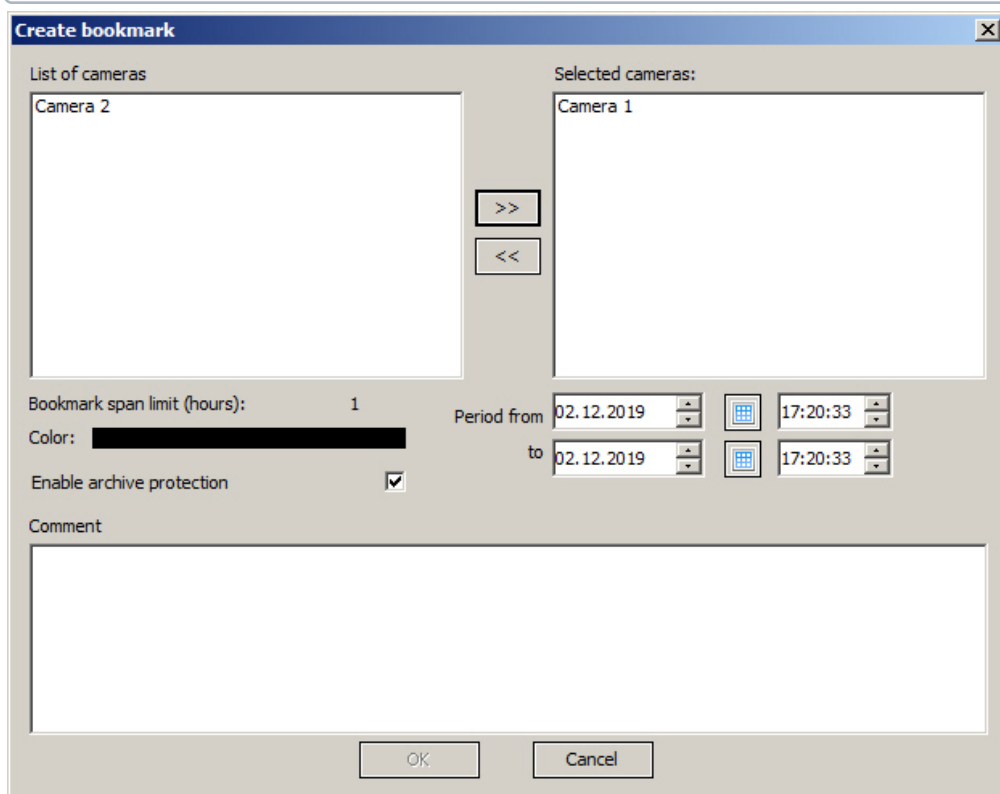 Create bookmark
List of cameras
Selected cameras:
Camera 2
Camera 1
>>
<<
Bookmark span limit (hours): 1
Period from 02.12.2019 17:20:33
Color:
to 02.12.2019 17:20:33
Enable archive protection
Comment
OK Cancel